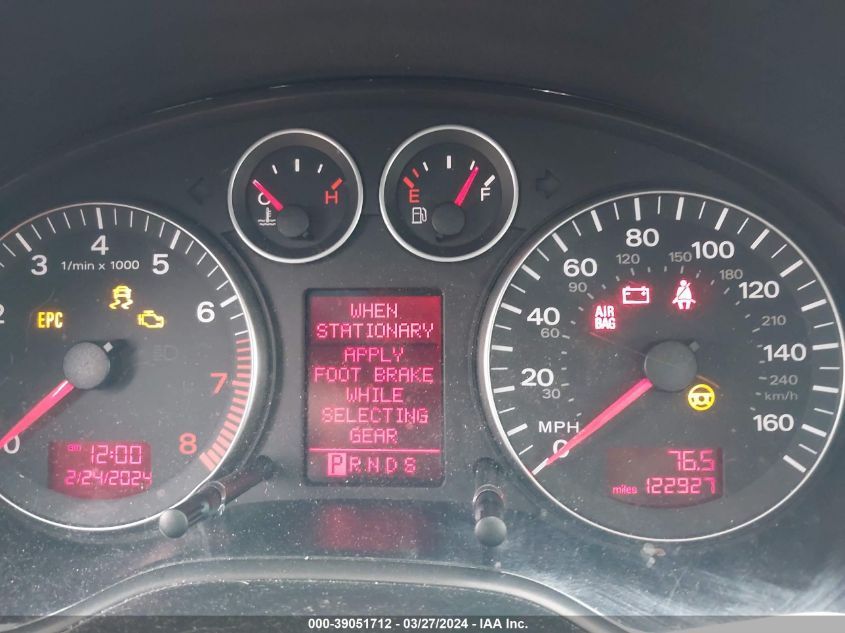 C H
E F
0 2 3 4 5 6 7 8
1/min x 1000
EPC
am 12:00
2/24/2024
WHEN
STATIONARY
APPLY
FOOT BRAKE
WHILE
SELECTING
GEAR
PRNDS
0 20 40 60 80 100 120 140 160
30 60 90 120 150 180 210 240
km/h
MPH
AIR
BAG
76.5
miles 122927
000-39051712 - 03/27/2024 - IAA Inc.